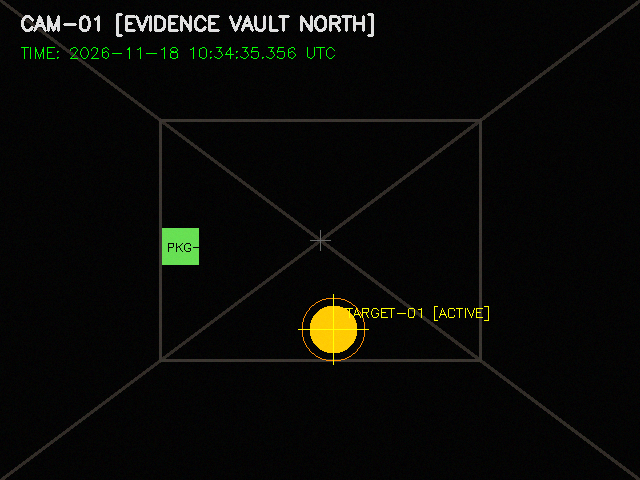 CAM-01 [EVIDENCE VAULT NORTH]
TIME: 2026-11-18 10:34:35.356 UTC
PKG-
TARGET-01 [ACTIVE]